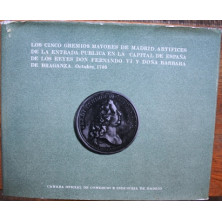 LOS CINCO GREMIOS MAYORES DE MADRID, ARTIFICES
DE LA ENTRADA PUBLICA EN LA CAPITAL DE ESPAÑA
DE LOS REYES DON FERNANDO VI Y DOÑA BARBARA
DE BRAGANZA. Octubre, 1746
CAMARA OFICIAL DE COMERCIO E INDUSTRIA DE MADRID